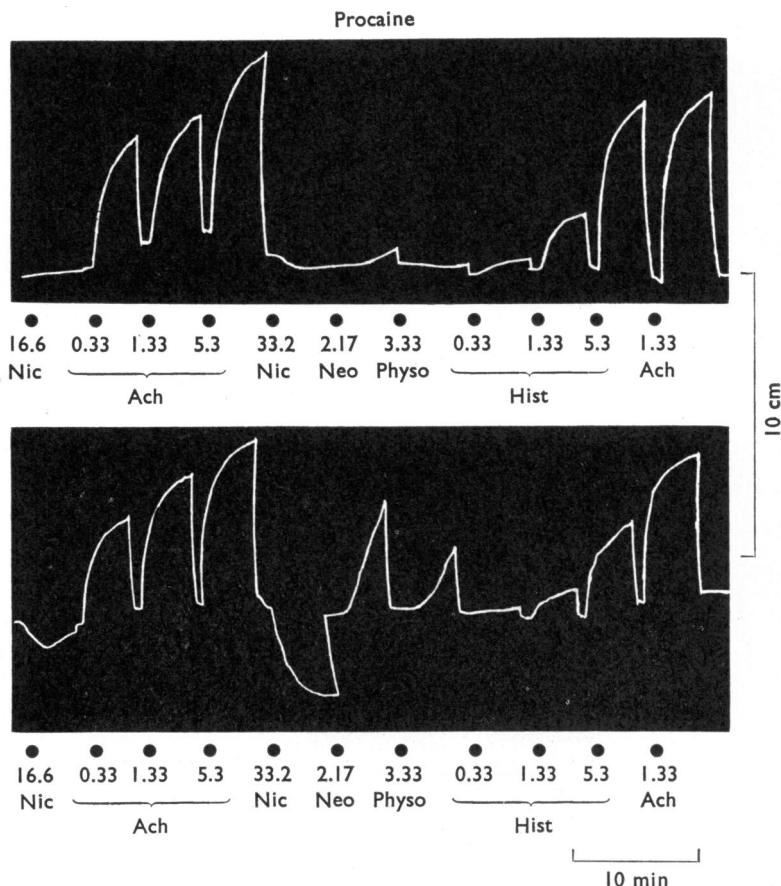 Procaine
16.6 0.33 1.33 5.3 33.2 2.17 3.33 0.33 1.33 5.3 1.33
Nic Nic Neo Physo Ach
Ach Hist
10 cm
16.6 0.33 1.33 5.3 33.2 2.17 3.33 0.33 1.33 5.3 1.33
Nic Nic Neo Physo Ach
Ach Hist
10 min